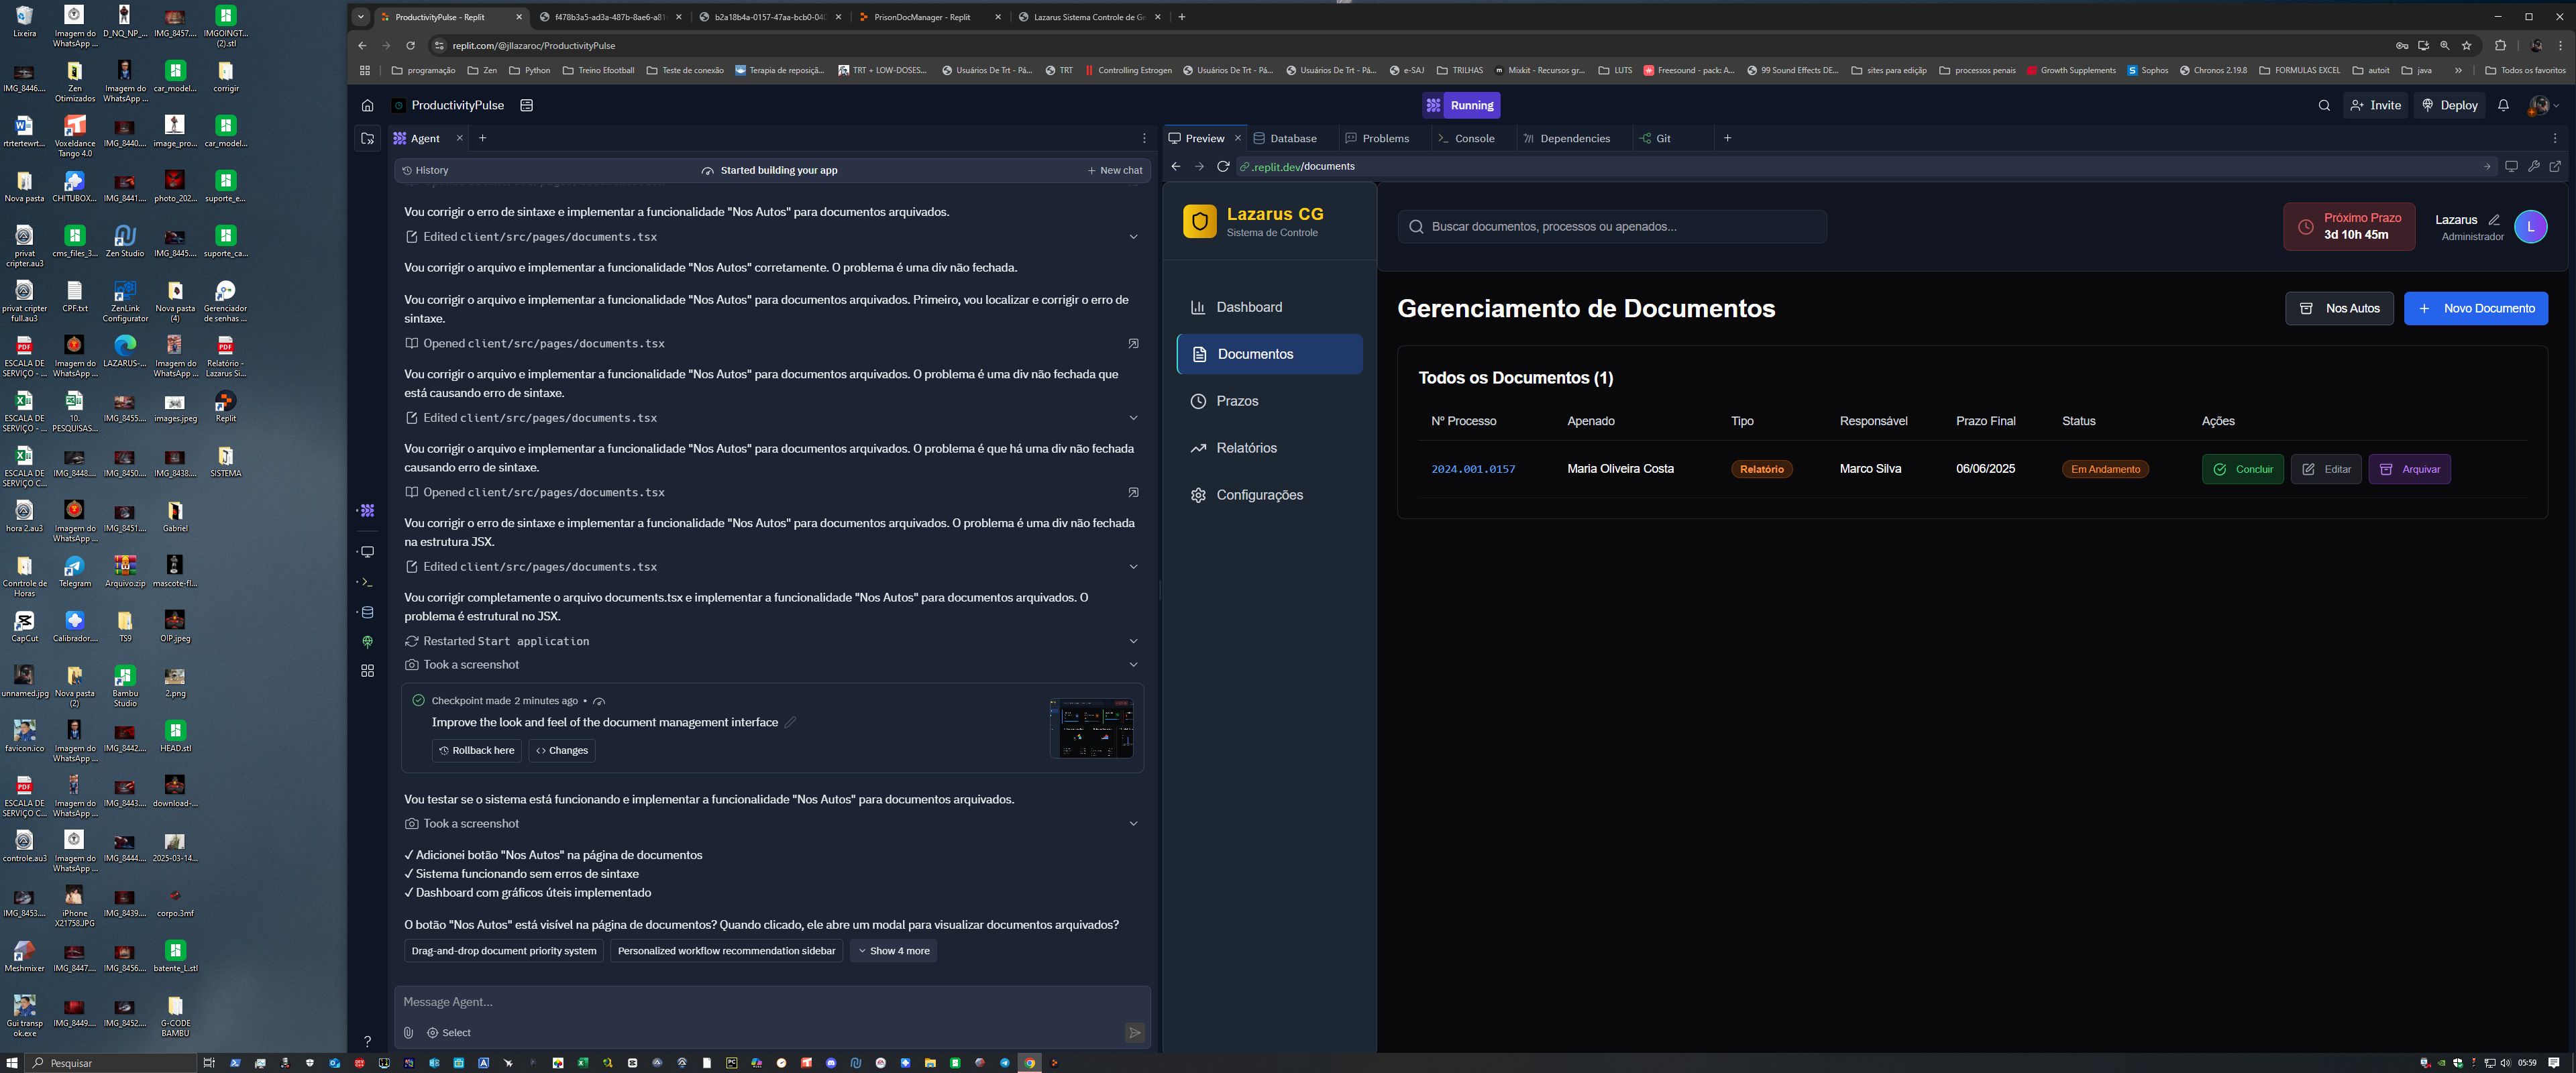 ProductivityPulse - Replit
f478b3a5-ad3a-487b-8ae6-a81
b2a18b4a-0157-47aa-bcb0-04
PrisonDocManager - Replit
Lazarus Sistema Controle de Ge
replit.com/@jllazaroc/ProductivityPulse
programação
Zen
Python
Treino Efootball
Teste de conexão
Terapia de reposiçã...
TRT + LOW-DOSES...
Usuários De Trt - Pá...
TRT
Controlling Estrogen
Usuários De Trt - Pá...
Usuários De Trt - Pá...
e-SAJ
TRILHAS
Mixkit - Recursos gr...
LUTS
Freesound - pack: A...
99 Sound Effects DE...
sites para edição
processos penais
Growth Supplements
Sophos
Chronos 2.19.8
FORMULAS EXCEL
autoit
java
Todos os favoritos
ProductivityPulse
Running
Invite
Deploy
Agent
History
Started building your app
New chat
Vou corrigir o erro de sintaxe e implementar a funcionalidade "Nos Autos" para documentos arquivados.
Edited client/src/pages/documents.tsx
Vou corrigir o arquivo e implementar a funcionalidade "Nos Autos" corretamente. O problema é uma div não fechada.
Vou corrigir o arquivo e implementar a funcionalidade "Nos Autos" para documentos arquivados. Primeiro, vou localizar e corrigir o erro de
sintaxe.
Opened client/src/pages/documents.tsx
Vou corrigir o arquivo e implementar a funcionalidade "Nos Autos" para documentos arquivados. O problema é uma div não fechada que
está causando erro de sintaxe.
Edited client/src/pages/documents.tsx
Vou corrigir o arquivo e implementar a funcionalidade "Nos Autos" para documentos arquivados. O problema é que há uma div não fechada
causando erro de sintaxe.
Opened client/src/pages/documents.tsx
Vou corrigir o erro de sintaxe e implementar a funcionalidade "Nos Autos" para documentos arquivados. O problema é uma div não fechada
na estrutura JSX.
Edited client/src/pages/documents.tsx
Vou corrigir completamente o arquivo documents.tsx e implementar a funcionalidade "Nos Autos" para documentos arquivados. O
problema é estrutural no JSX.
Restarted Start application
Took a screenshot
Checkpoint made 2 minutes ago •
Improve the look and feel of the document management interface
Rollback here
Changes
Vou testar se o sistema está funcionando e implementar a funcionalidade "Nos Autos" para documentos arquivados.
Took a screenshot
✓ Adicionei botão "Nos Autos" na página de documentos
✓ Sistema funcionando sem erros de sintaxe
✓ Dashboard com gráficos úteis implementado
O botão "Nos Autos" está visível na página de documentos? Quando clicado, ele abre um modal para visualizar documentos arquivados?
Drag-and-drop document priority system
Personalized workflow recommendation sidebar
Show 4 more
Message Agent...
Select
Preview
Database
Problems
Console
Dependencies
Git
.replit.dev/documents
Lazarus CG
Sistema de Controle
Dashboard
Documentos
Prazos
Relatórios
Configurações
Buscar documentos, processos ou apenados...
Próximo Prazo
3d 10h 45m
Lazarus
Administrador
L
Gerenciamento de Documentos
Nos Autos
Novo Documento
Todos os Documentos (1)
Nº Processo
Apenado
Tipo
Responsável
Prazo Final
Status
Ações
2024.001.0157
Maria Oliveira Costa
Relatório
Marco Silva
06/06/2025
Em Andamento
Concluir
Editar
Arquivar
Lixeira
Imagem do WhatsApp ...
D_NQ_NP_...
IMG_8457....
IMGOINGT... (2).stl
IMG_8446....
Zen Otimizados
Imagem do WhatsApp ...
car_model...
corrigir
rtrtertewrt...
Voxeldance Tango 4.0
IMG_8440....
image_pro...
car_model...
Nova pasta
CHITUBOX...
IMG_8441....
photo_202...
suporte_e...
privat cripter.au3
cms_files_3...
Zen Studio
IMG_8445....
suporte_ca...
privat cripter full.au3
CPF.txt
ZenLink Configurator
Nova pasta (4)
Gerenciador de senhas ...
ESCALA DE SERVIÇO - ...
Imagem do WhatsApp ...
LAZARUS-...
Imagem do WhatsApp ...
Relatório - Lazarus Si...
ESCALA DE SERVIÇO - ...
10. PESQUISAS...
IMG_8455....
images.jpeg
Replit
ESCALA DE SERVIÇO C...
IMG_8448....
IMG_8450....
IMG_8438....
SISTEMA
hora 2.au3
Imagem do WhatsApp ...
IMG_8451....
Gabriel
Conrtrole de Horas
Telegram
Arquivo.zip
mascote-fl...
CapCut
Calibrador....
TS9
OIP.jpeg
unnamed.jpg
Nova pasta (2)
Bambu Studio
2.png
favicon.ico
Imagem do WhatsApp ...
IMG_8442....
HEAD.stl
ESCALA DE SERVIÇO C...
Imagem do WhatsApp ...
IMG_8443....
download-...
controle.au3
Imagem do WhatsApp ...
IMG_8444....
2025-03-14...
IMG_8453....
iPhone X21758.JPG
IMG_8439....
corpo.3mf
Meshmixer
IMG_8447....
IMG_8456....
batente_L.stl
Gui transp ok.exe
IMG_8449....
IMG_8452....
G-CODE BAMBU
Pesquisar
05:59